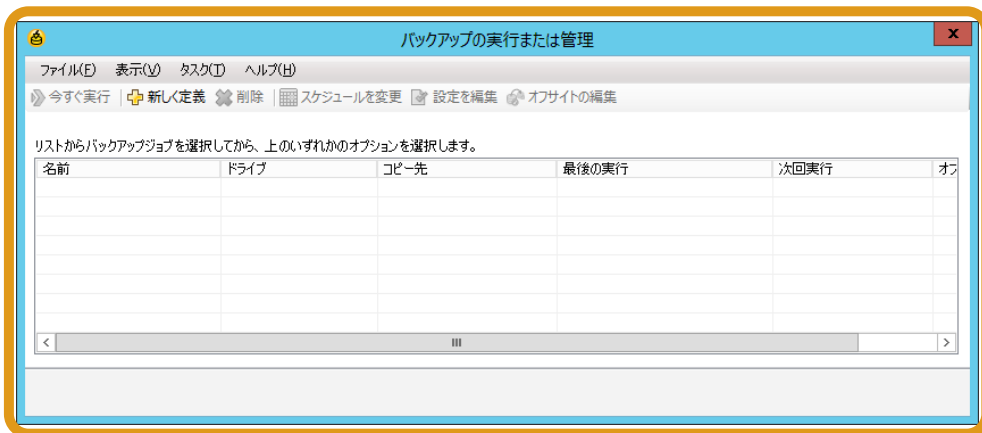 バックアップの実行または管理
ファイル(F) 表示(V) タスク(T) ヘルプ(H)
今すぐ実行 新しく定義 削除 スケジュールを変更 設定を編集 オフサイトの編集
リストからバックアップジョブを選択してから、上のいずれかのオプションを選択します。
名前 ドライブ コピー先 最後の実行 次回実行 オフ